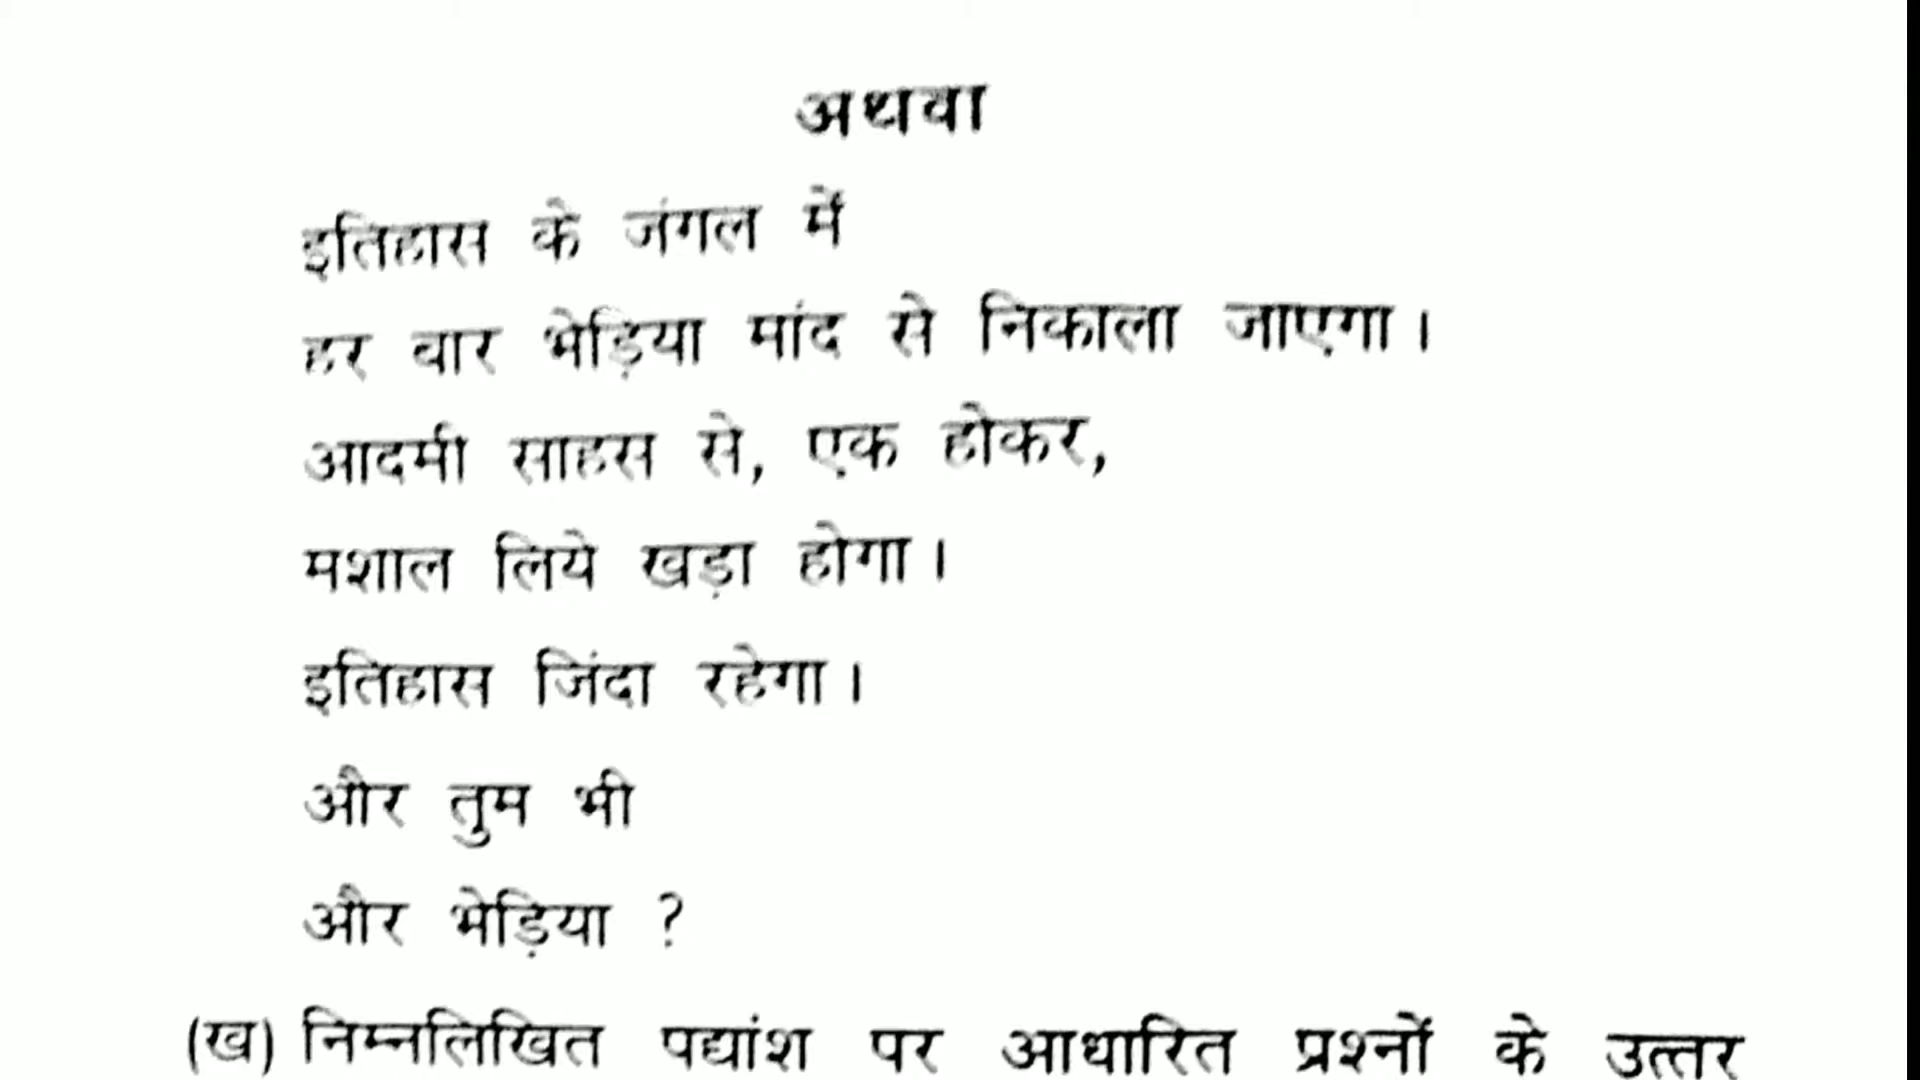 अथवा
इतिहास के जंगल में
हर वार भेड़िया मांद से निकाला जाएगा।
आदमी साहस से, एक होकर,
मशाल लिये खड़ा होगा।
इतिहास जिंदा रहेगा।
और तुम भी
और भेड़िया ?
(ख) निम्नलिखित पद्यांश पर आधारित प्रश्नों के उत्तर